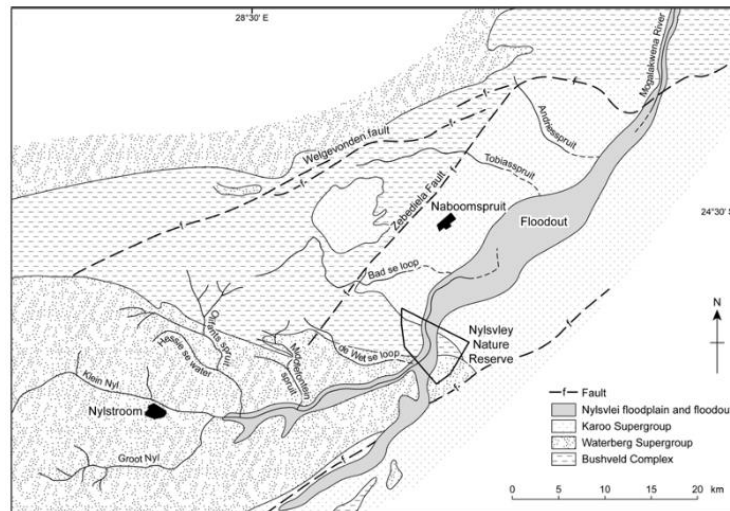 28°30' E
Mogalakwena River
Andriesspruit
Welgevonden fault
Tobiasspruit
Zebediela Fault
Naboomspruit
24°30' S
Floodout
Bad se loop
N
Nylsvley
Nature
Reserve
Olifants spruit
Hessie se water
Middelfontein
spruit
de Wet se loop
Klein Nyl
Nylstroom
Groot Nyl
f Fault
Nylsvlei floodplain and floodout
Karoo Supergroup
Waterberg Supergroup
Bushveld Complex
0 5 10 15 20 km